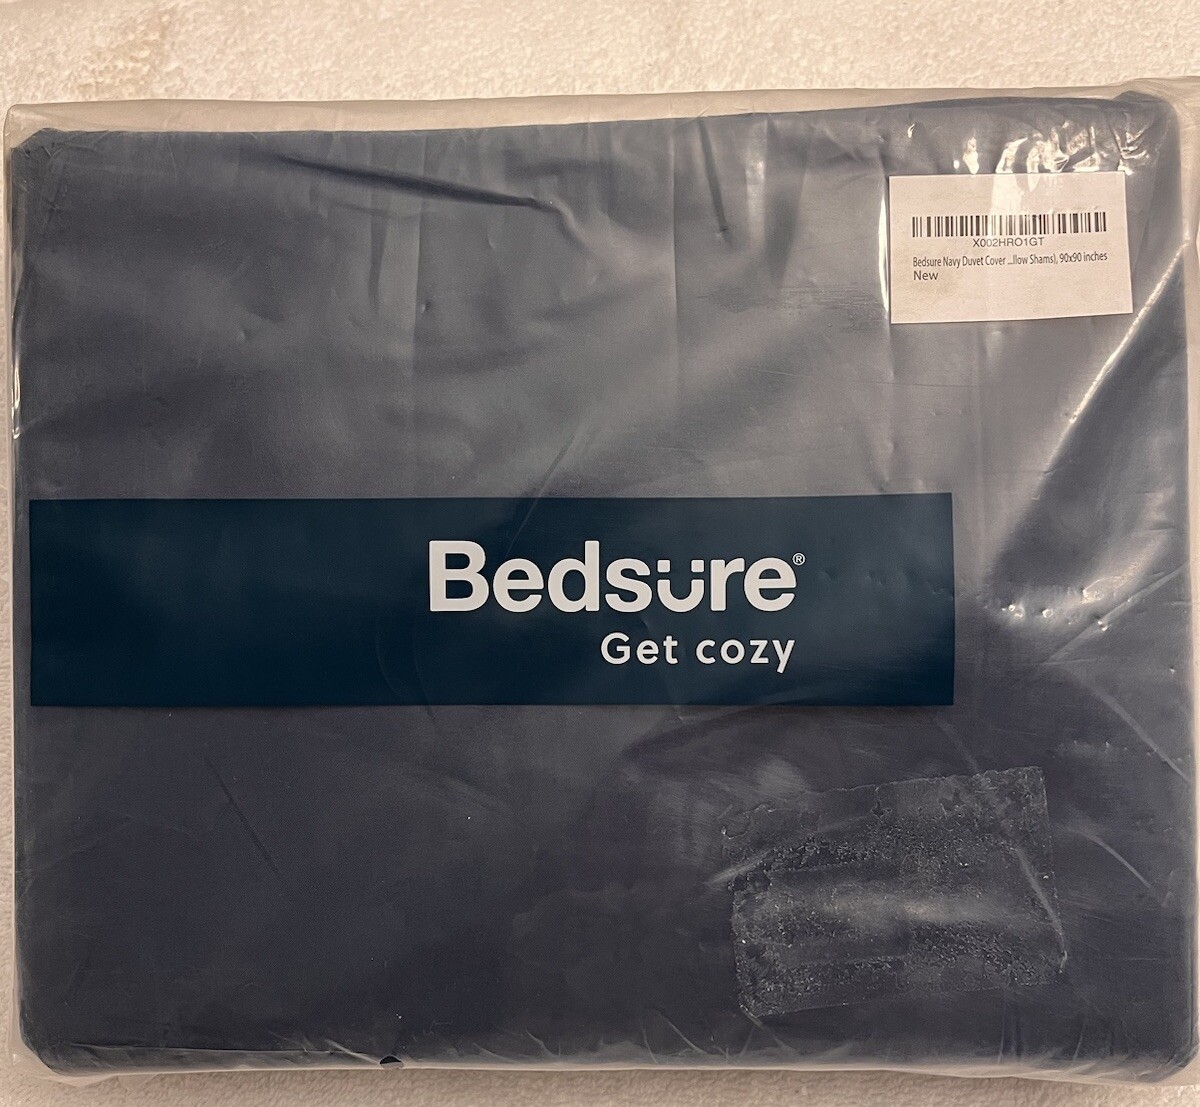 X002HRO1GT
Bedsure Navy Duvet Cover ...llow Shams), 90x90 inches
New
Bedsure®
Get cozy